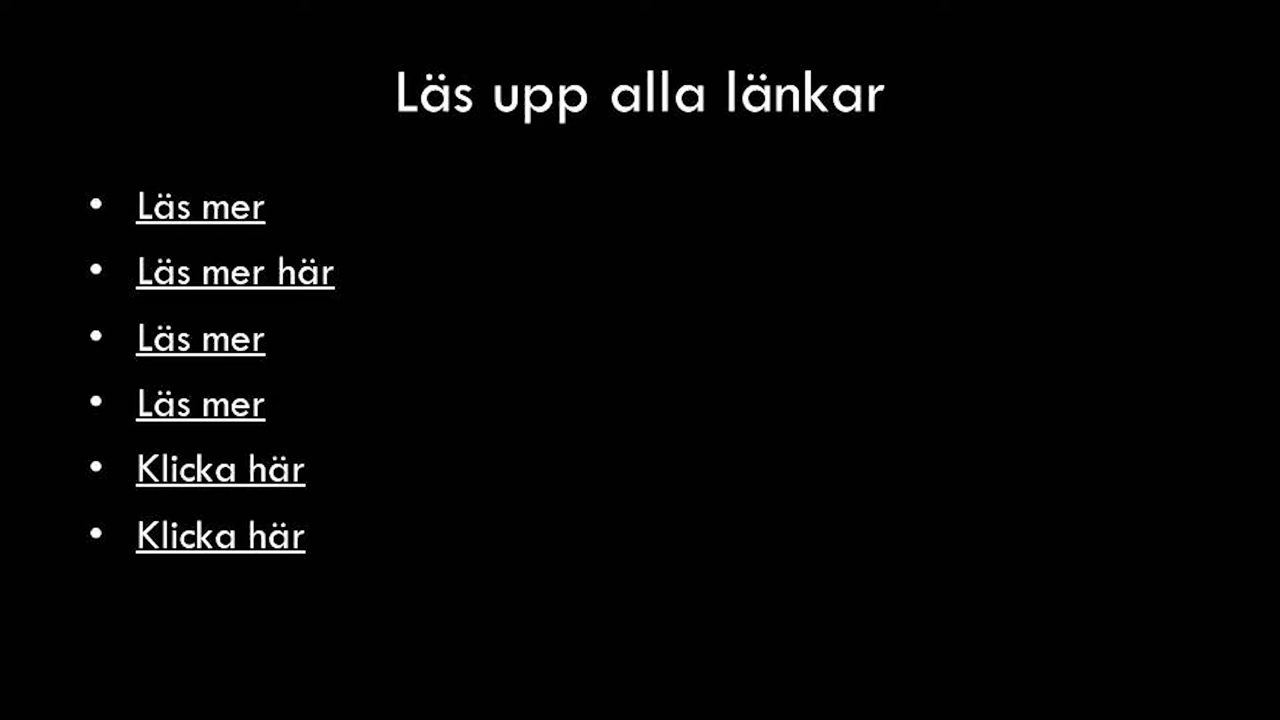 Läs upp alla länkar
• Läs mer
• Läs mer här
• Läs mer
• Läs mer
• Klicka här
• Klicka här